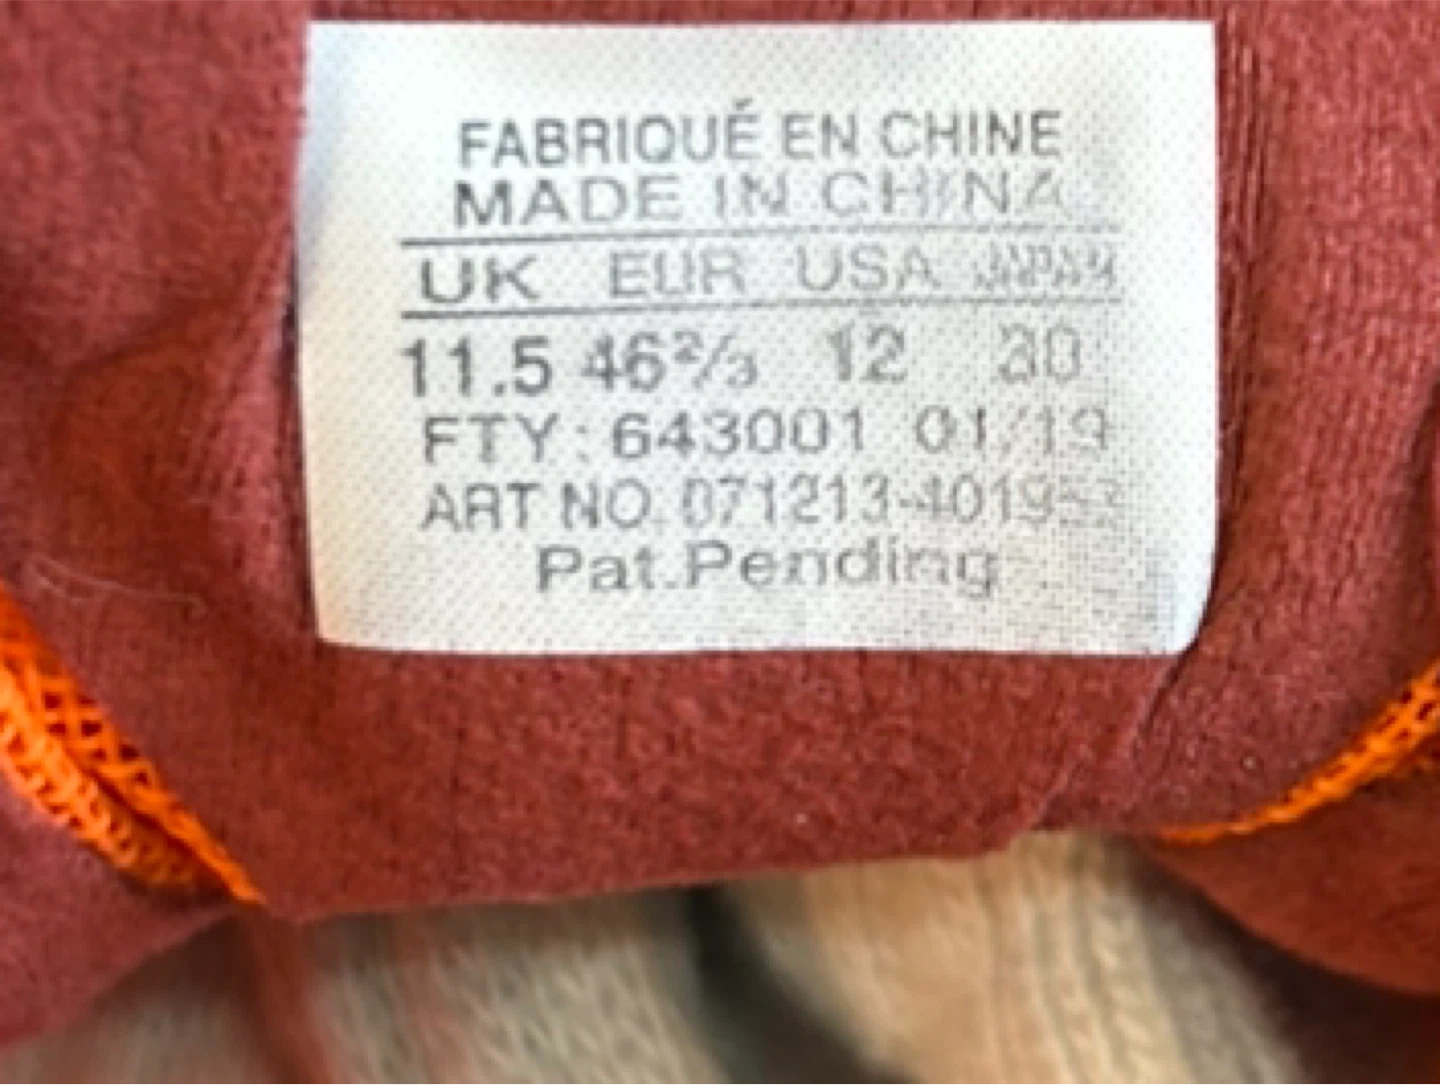 FABRIQUÉ EN CHINE
MADE IN CHINA
UK EUR USA JAPAN
11.5 46⅔ 12 30
FTY: 643001 01/19
ART NO.
Pat.Pending